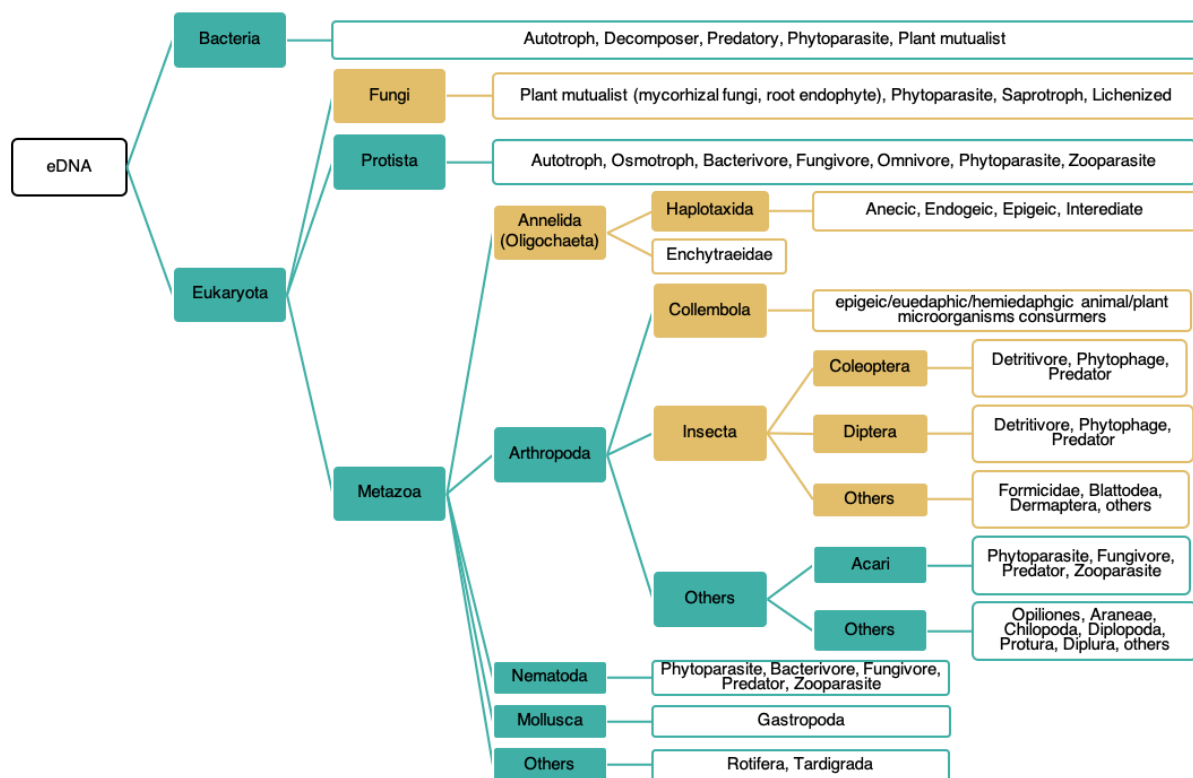 Bacteria
Autotroph, Decomposer, Predatory, Phytoparasite, Plant mutualist
Fungi
Plant mutualist (mycorhizal fungi, root endophyte), Phytoparasite, Saprotroph, Lichenized
eDNA
Protista
Autotroph, Osmotroph, Bacterivore, Fungivore, Omnivore, Phytoparasite, Zooparasite
Annelida
(Oligochaeta)
Haplotaxida
Anecic, Endogeic, Epigeic, Interediate
Enchytraeidae
Eukaryota
Collembola
epigeic/euedaphic/hemiedaphgic animal/plant
microorganisms consurmers
Coleoptera
Detritivore, Phytophage,
Predator
Insecta
Diptera
Detritivore, Phytophage,
Predator
Arthropoda
Metazoa
Others
Formicidae, Blattodea,
Dermaptera, others
Acari
Phytoparasite, Fungivore,
Predator, Zooparasite
Others
Others
Opiliones, Araneae,
Chilopoda, Diplopoda,
Protura, Diplura, others
Nematoda
Phytoparasite, Bacterivore, Fungivore,
Predator, Zooparasite
Mollusca
Gastropoda
Others
Rotifera, Tardigrada